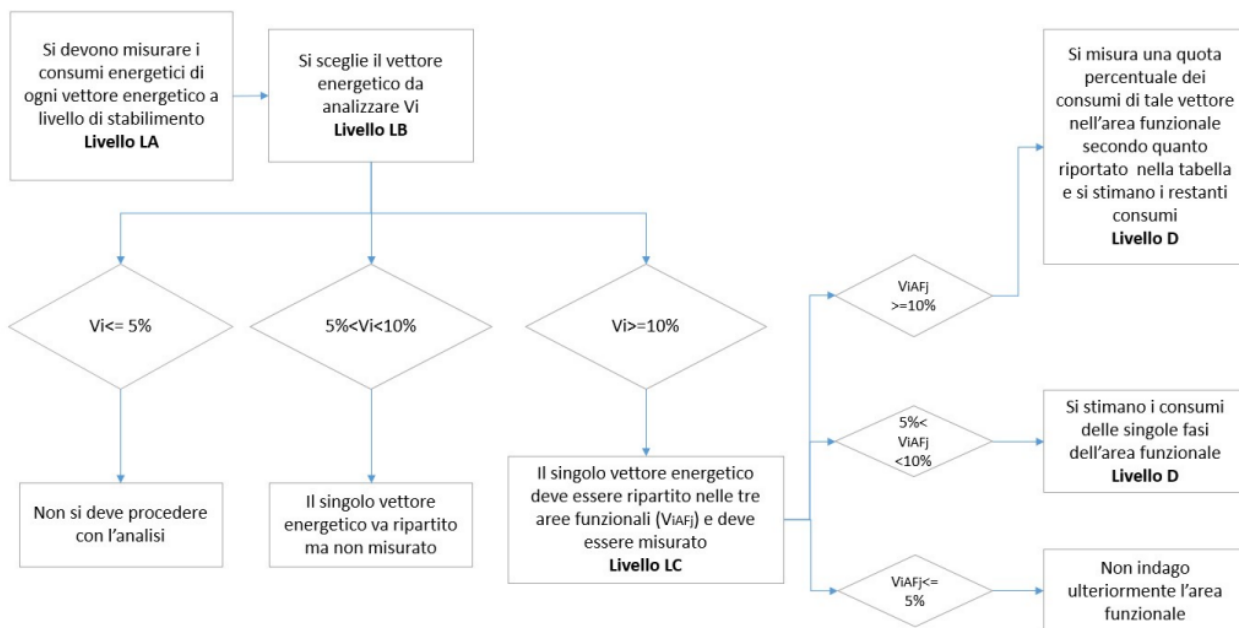 Si devono misurare i
consumi energetici di
ogni vettore energetico a
livello di stabilimento
Livello LA
Si sceglie il vettore
energetico da
analizzare Vi
Livello LB
Si misura una quota
percentuale dei
consumi di tale vettore
nell'area funzionale
secondo quanto
riportato nella tabella
e si stimano i restanti
consumi
Livello D
Vi<= 5%
5%<Vi<10%
Vi>=10%
ViAFj
>=10%
5%<
ViAFj
<10%
Si stimano i consumi
delle singole fasi
dell'area funzionale
Livello D
Non si deve procedere
con l'analisi
Il singolo vettore
energetico va ripartito
ma non misurato
Il singolo vettore energetico
deve essere ripartito nelle tre
aree funzionali (ViAFj) e deve
essere misurato
Livello LC
ViAFj<=
5%
Non indago
ulteriormente l'area
funzionale